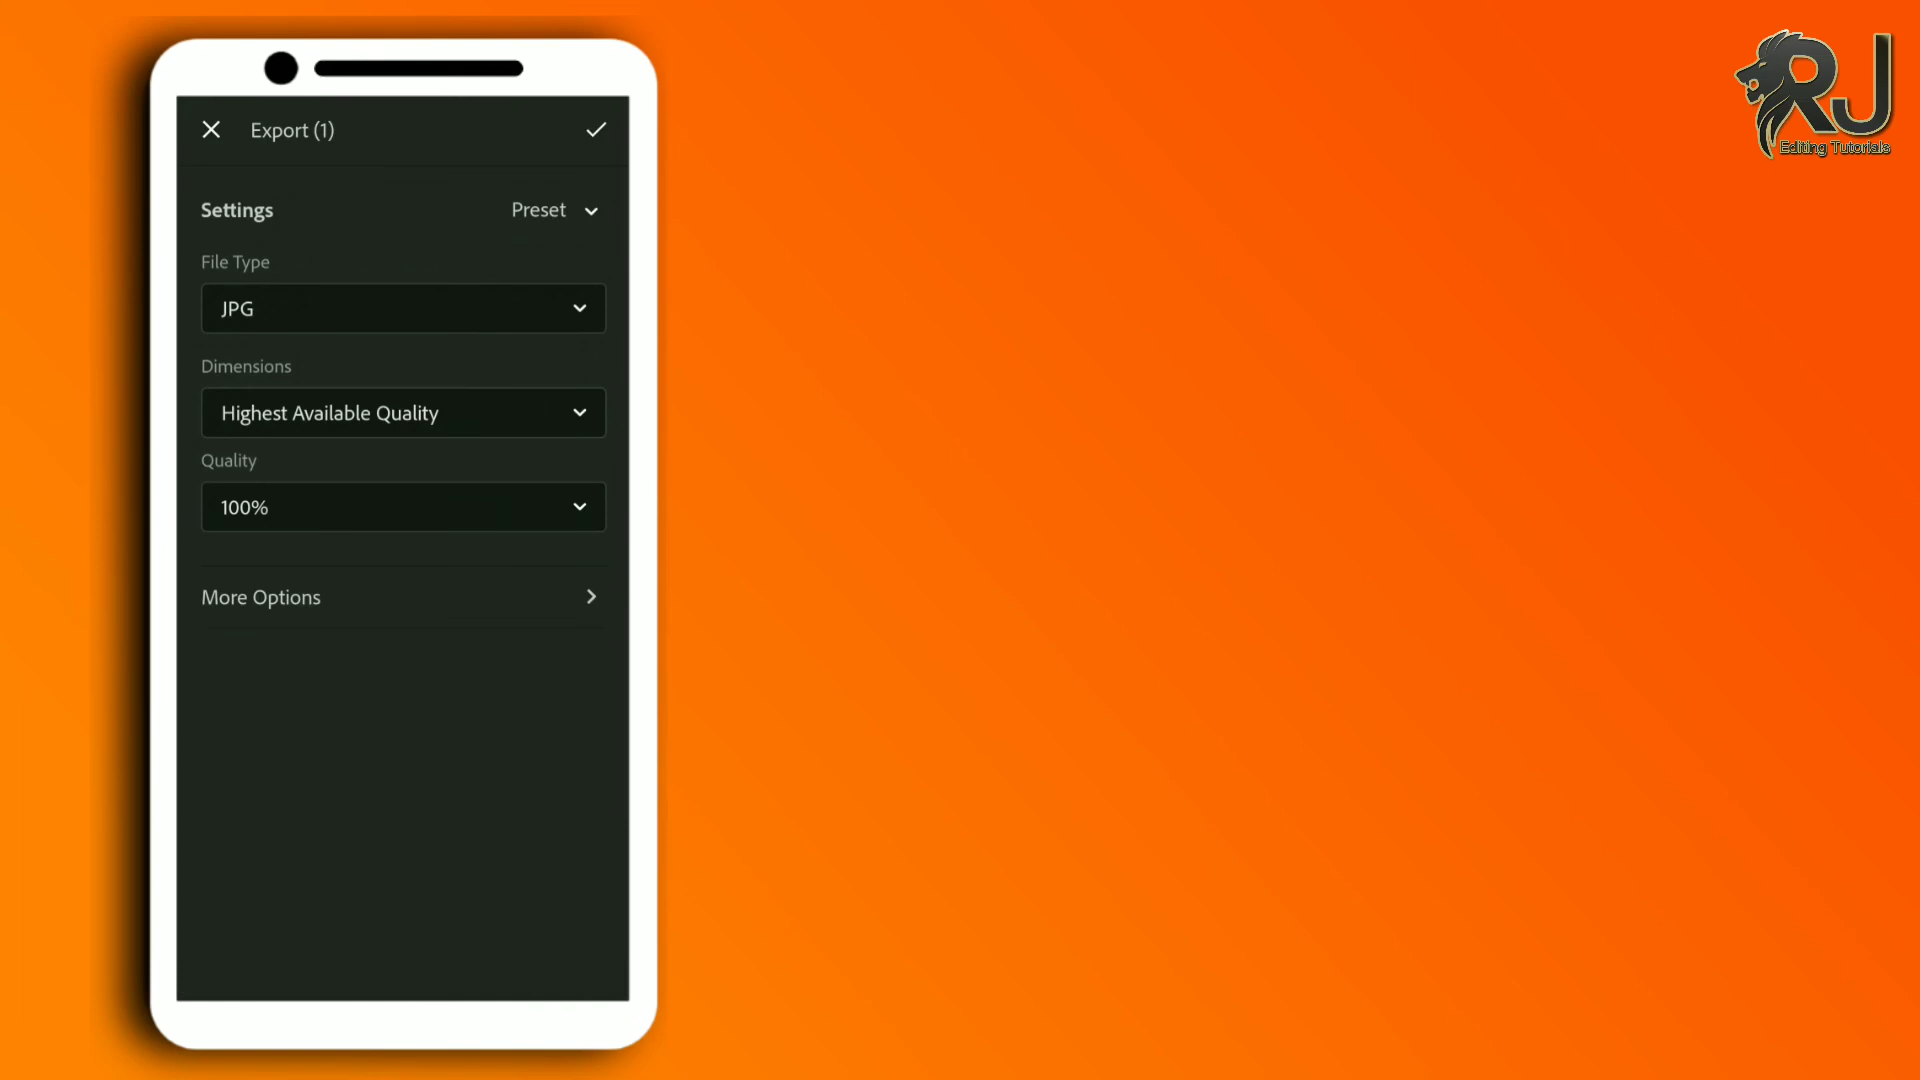 Export (1)
Settings
Preset
File Type
JPG
Dimensions
Highest Available Quality
Quality
100%
More Options
RJ
Editing Tutorials